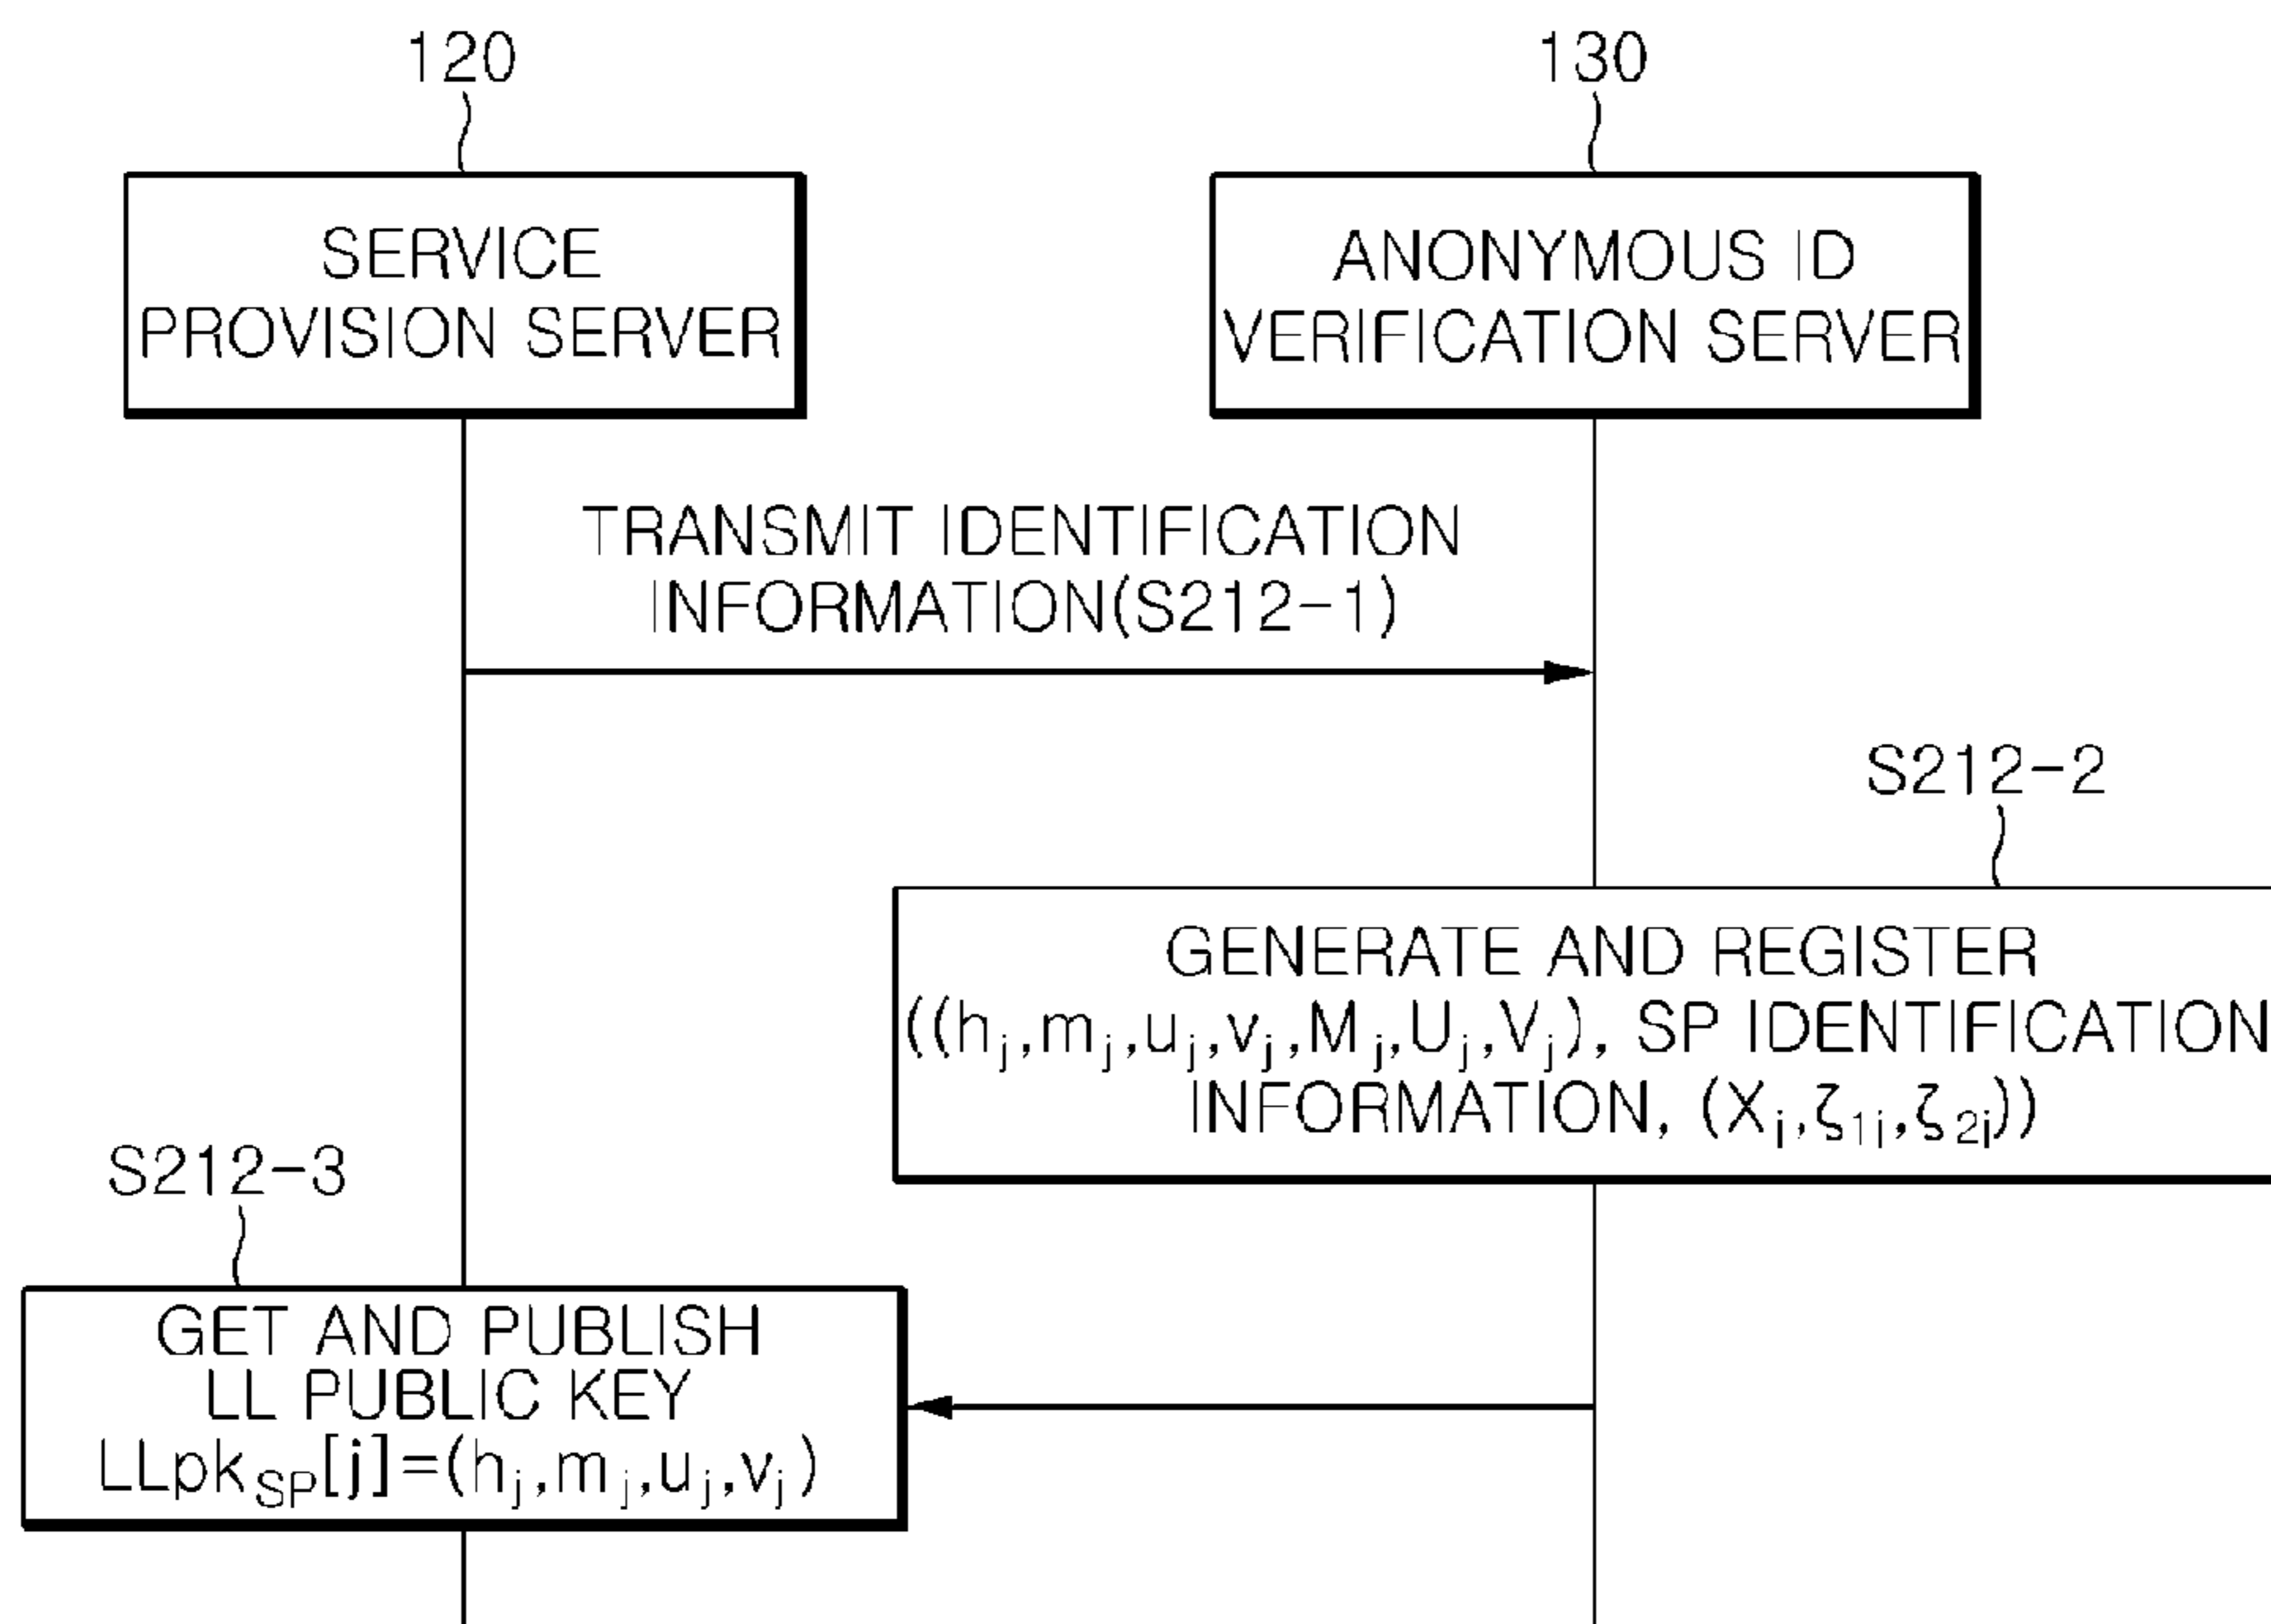 120
130
SERVICE
PROVISION SERVER
ANONYMOUS ID
VERIFICATION SERVER
TRANSMIT IDENTIFICATION
INFORMATION(S212-1)
S212-2
GENERATE AND REGISTER
((hj,mj,uj,vj,Mj,Uj,Vj), SP IDENTIFICATION
INFORMATION, (Xj,ζ1j,ζ2j))
S212-3
GET AND PUBLISH
LL PUBLIC KEY
LLpkSP[j]=(hj,mj,uj,vj)